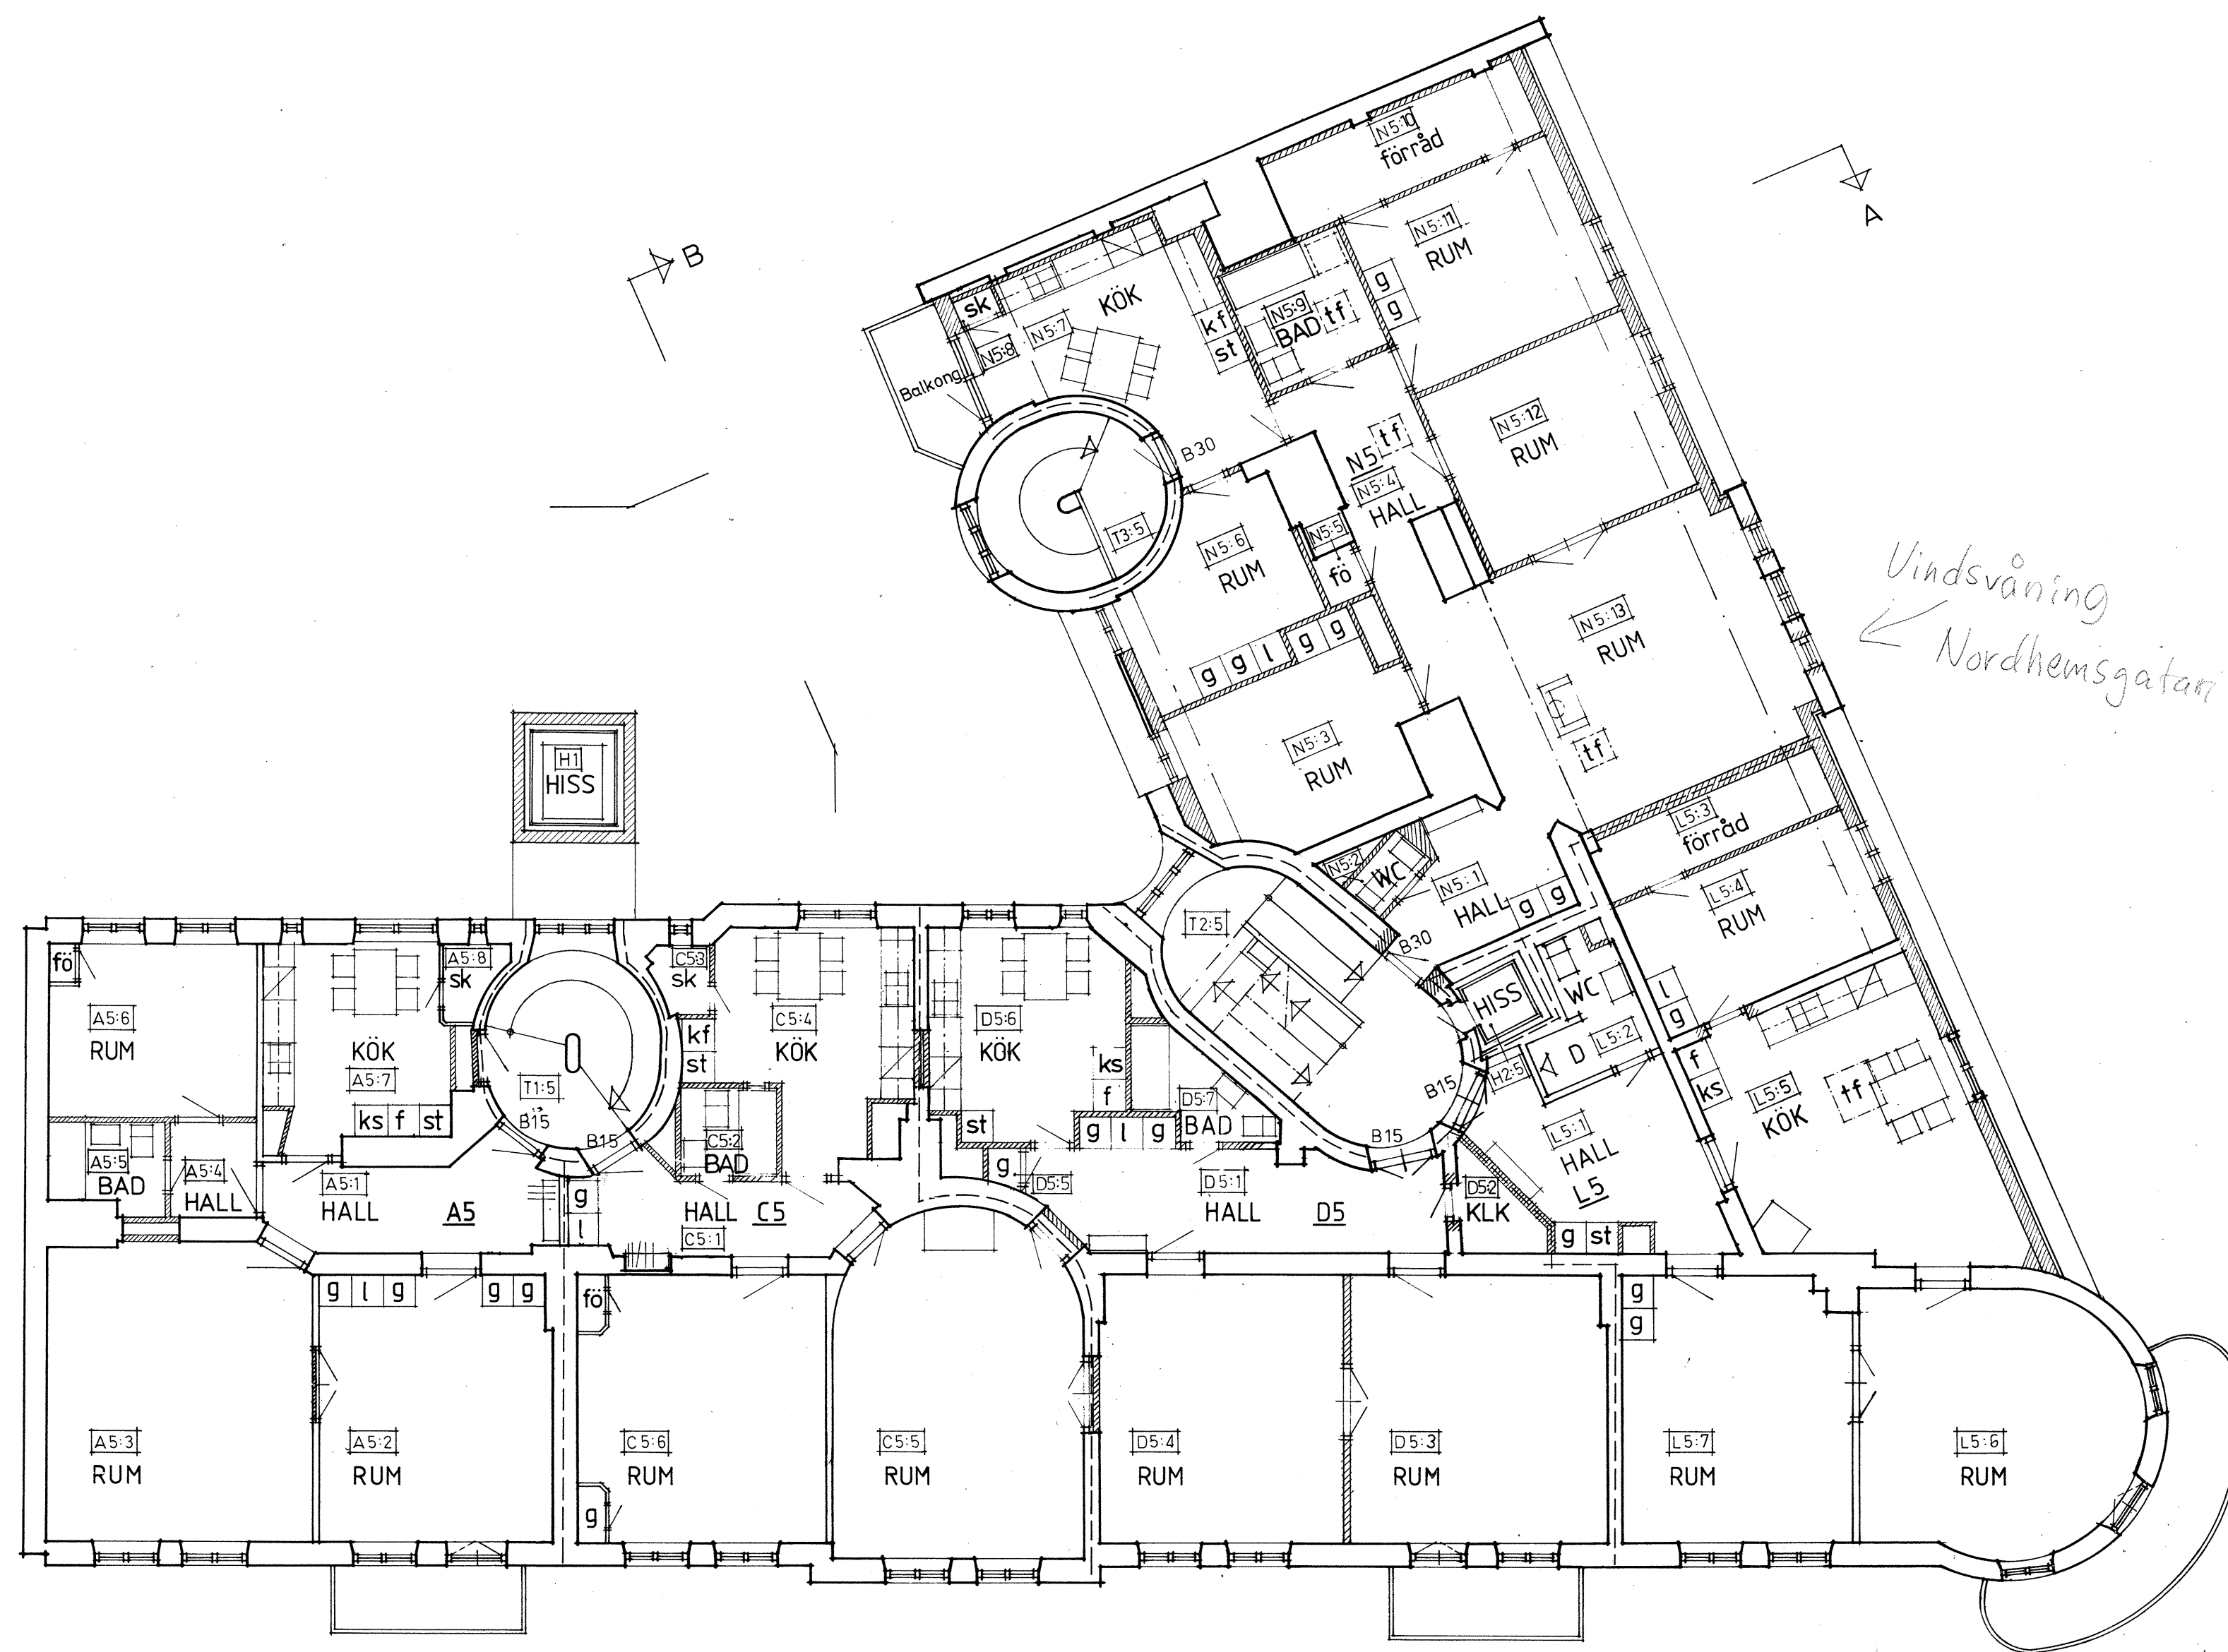 N5:10
förråd
A
N5:11
RUM
B
sk
N5:8
N5:7
KÖK
kf
st
N5:9
BAD
tf
g
g
Balkong
N5:12
RUM
B30
N5
tf
N5:4
HALL
T3:5
N5:6
RUM
N5:5
fö
Vindsvåning
Nordhemsgatan
N5:13
RUM
g g l g g
tf
N5:3
RUM
H1
HISS
L5:3
förråd
N5:2
WC
N5:1
HALL
g g
L5:4
RUM
T2:5
B30
HISS
WC
l
g
D
L5:2
H2:5
f
ks
L5:5
KÖK
tf
fö
A5:6
RUM
KÖK
A5:7
A5:8
sk
ks f st
T1:5
B15
B15
C5:3
sk
kf
st
C5:4
KÖK
C5:2
BAD
D5:6
KÖK
ks
f
st
g l g
D5:7
BAD
B15
B15
L5:1
HALL
L5
A5:5
BAD
A5:4
HALL
A5:1
HALL
A5
g
l
HALL
C5:1
C5
g
D5:5
D5:1
HALL
D5
D5:2
KLK
g st
g l g
g g
fö
g
g
g
A5:3
RUM
A5:2
RUM
C5:6
RUM
C5:5
RUM
D5:4
RUM
D5:3
RUM
L5:7
RUM
L5:6
RUM